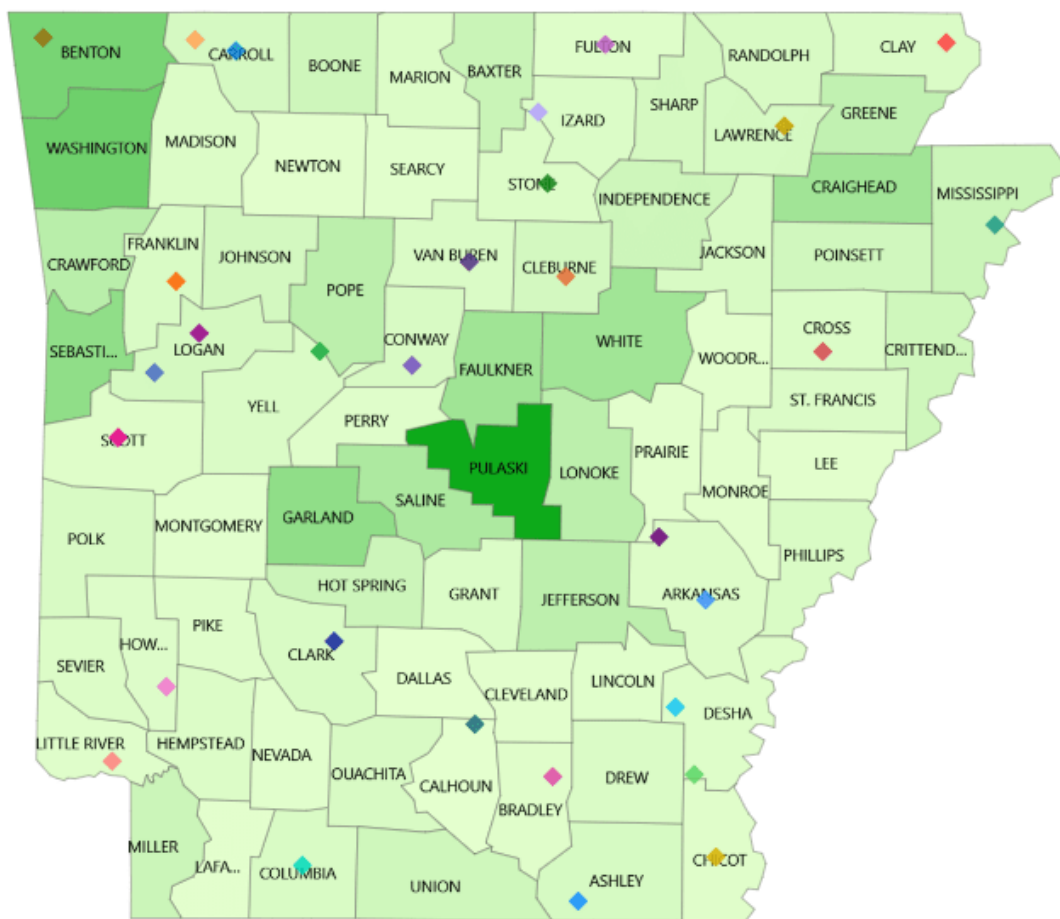 BENTON
CARROLL
BOONE
MARION
BAXTER
FULTON
RANDOLPH
CLAY
SHARP
IZARD
LAWRENCE
GREENE
WASHINGTON
MADISON
NEWTON
SEARCY
STONE
INDEPENDENCE
CRAIGHEAD
MISSISSIPPI
CRAWFORD
FRANKLIN
JOHNSON
POPE
VAN BUREN
CLEBURNE
JACKSON
POINSETT
SEBASTI...
LOGAN
CONWAY
FAULKNER
WHITE
WOODR...
CROSS
CRITTEND...
YELL
PERRY
ST. FRANCIS
SCOTT
PULASKI
LONOKE
PRAIRIE
LEE
MONROE
SALINE
GARLAND
MONTGOMERY
POLK
HOT SPRING
GRANT
JEFFERSON
ARKANSAS
PHILLIPS
PIKE
HOW...
SEVIER
CLARK
DALLAS
CLEVELAND
LINCOLN
DESHA
LITTLE RIVER
HEMPSTEAD
NEVADA
OUACHITA
CALHOUN
BRADLEY
DREW
MILLER
LAFA...
COLUMBIA
UNION
ASHLEY
CHICOT